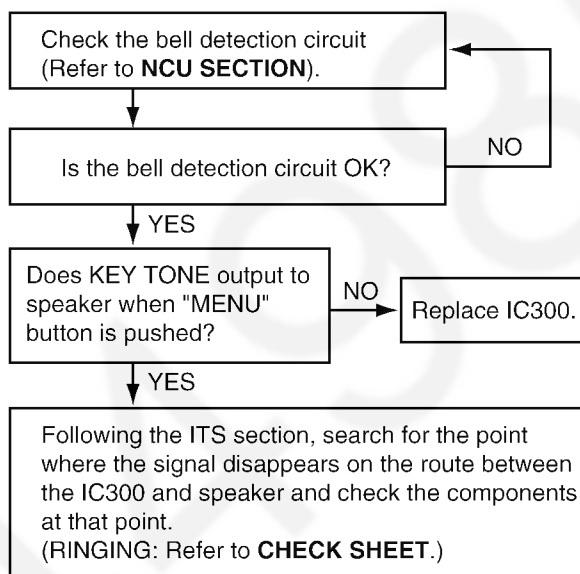 Check the bell detection circuit
(Refer to NCU SECTION).
Is the bell detection circuit OK?
NO
YES
Does KEY TONE output to
speaker when "MENU"
button is pushed?
NO
Replace IC300.
YES
Following the ITS section, search for the point
where the signal disappears on the route between
the IC300 and speaker and check the components
at that point.
(RINGING: Refer to CHECK SHEET.)